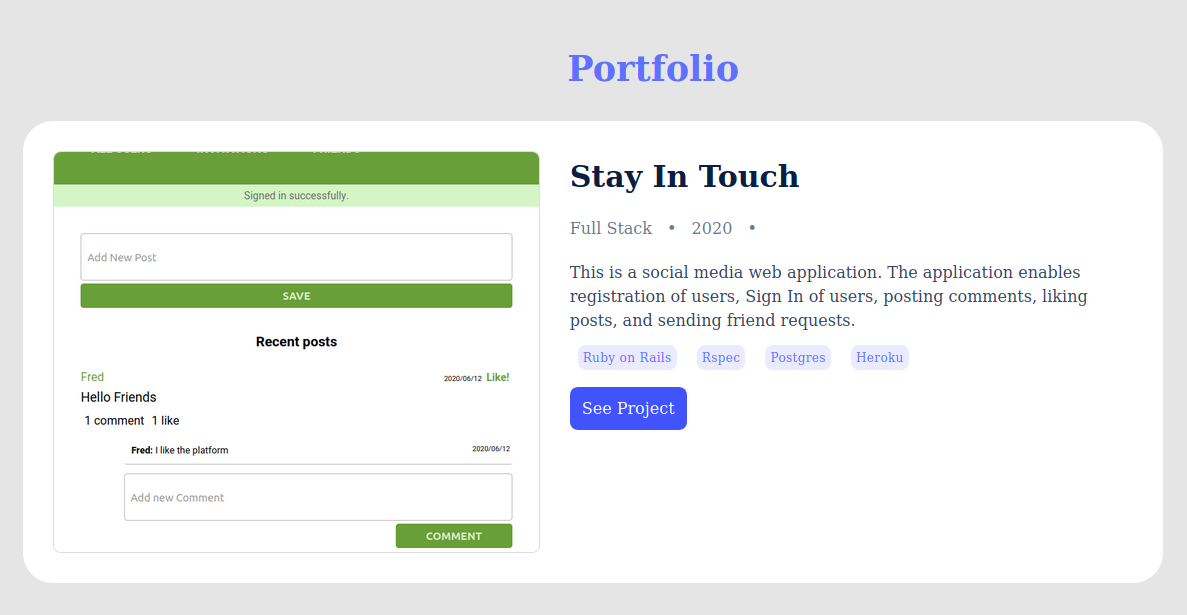 Portfolio
Signed in successfully.
Add New Post
SAVE
Recent posts
Fred 2020/06/12 Like!
Hello Friends
1 comment 1 like
Fred: I like the platform 2020/06/12
Add new Comment
COMMENT
Stay In Touch
Full Stack • 2020 •
This is a social media web application. The application enables
registration of users, Sign In of users, posting comments, liking
posts, and sending friend requests.
Ruby on Rails Rspec Postgres Heroku
See Project